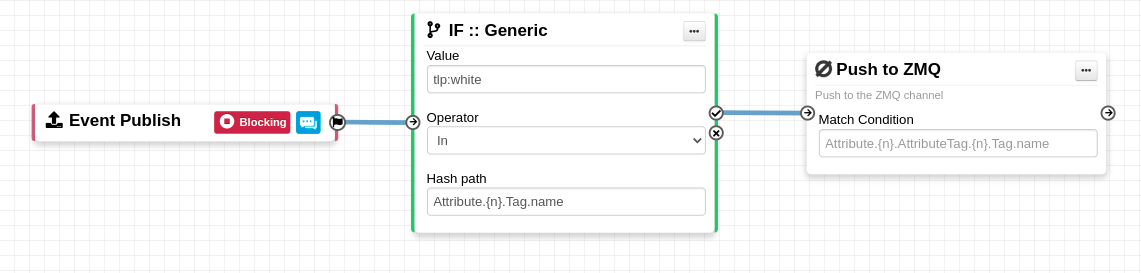 Event Publish
Blocking
IF :: Generic
Value
tlp:white
Operator
In
Hash path
Attribute.{n}.Tag.name
Push to ZMQ
Push to the ZMQ channel
Match Condition
Attribute.{n}.AttributeTag.{n}.Tag.name